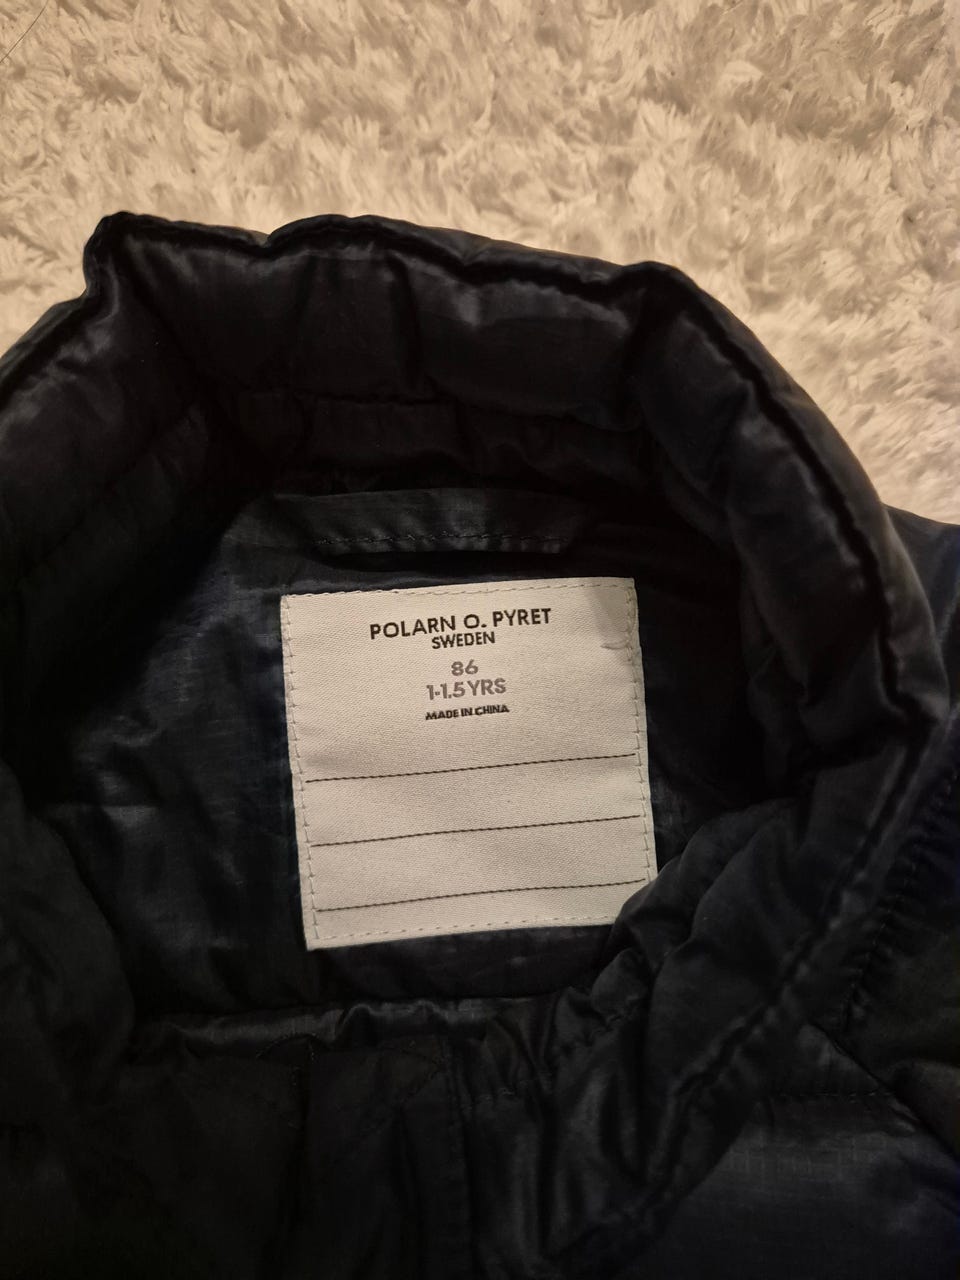 POLARN O. PYRET
SWEDEN
86
1-1.5 YRS
MADE IN CHINA